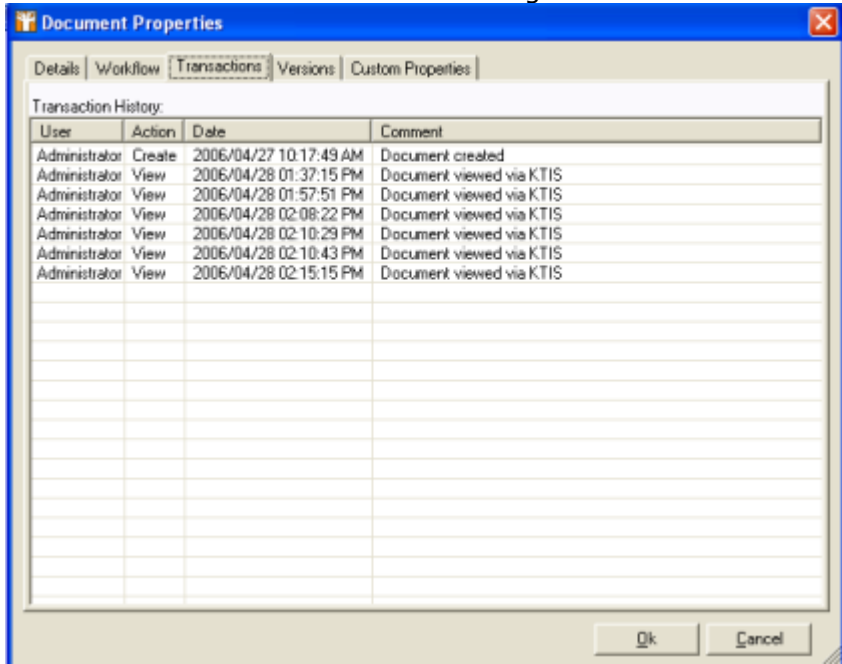 Document Properties
Details Workflow Transactions Versions Custom Properties
Transaction History:
User Action Date Comment
Administrator Create 2006/04/27 10:17:49 AM Document created
Administrator View 2006/04/28 01:37:15 PM Document viewed via KTIS
Administrator View 2006/04/28 01:57:51 PM Document viewed via KTIS
Administrator View 2006/04/28 02:08:22 PM Document viewed via KTIS
Administrator View 2006/04/28 02:10:29 PM Document viewed via KTIS
Administrator View 2006/04/28 02:10:43 PM Document viewed via KTIS
Administrator View 2006/04/28 02:15:15 PM Document viewed via KTIS
Ok Cancel